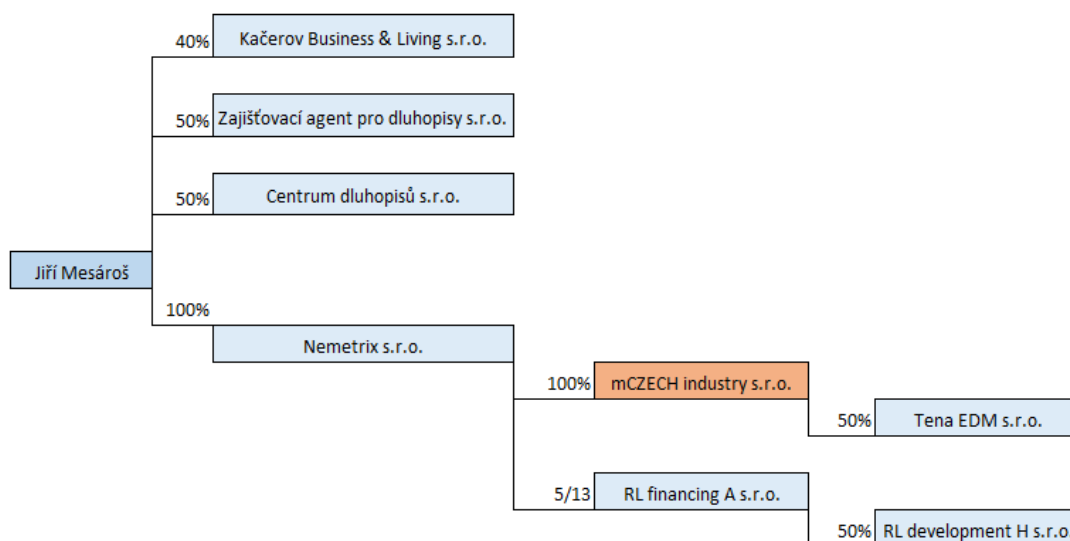 40%
Kačerov Business & Living s.r.o.
50%
Zajišťovací agent pro dluhopisy s.r.o.
50%
Centrum dluhopisů s.r.o.
Jiří Mesároš
100%
Nemetrix s.r.o.
100%
mCZECH industry s.r.o.
50%
Tena EDM s.r.o.
5/13
RL financing A s.r.o.
50%
RL development H s.r.o